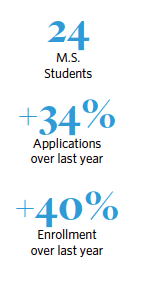 24
M.S.
Students
+34%
Applications
over last year
+40%
Enrollment
over last year